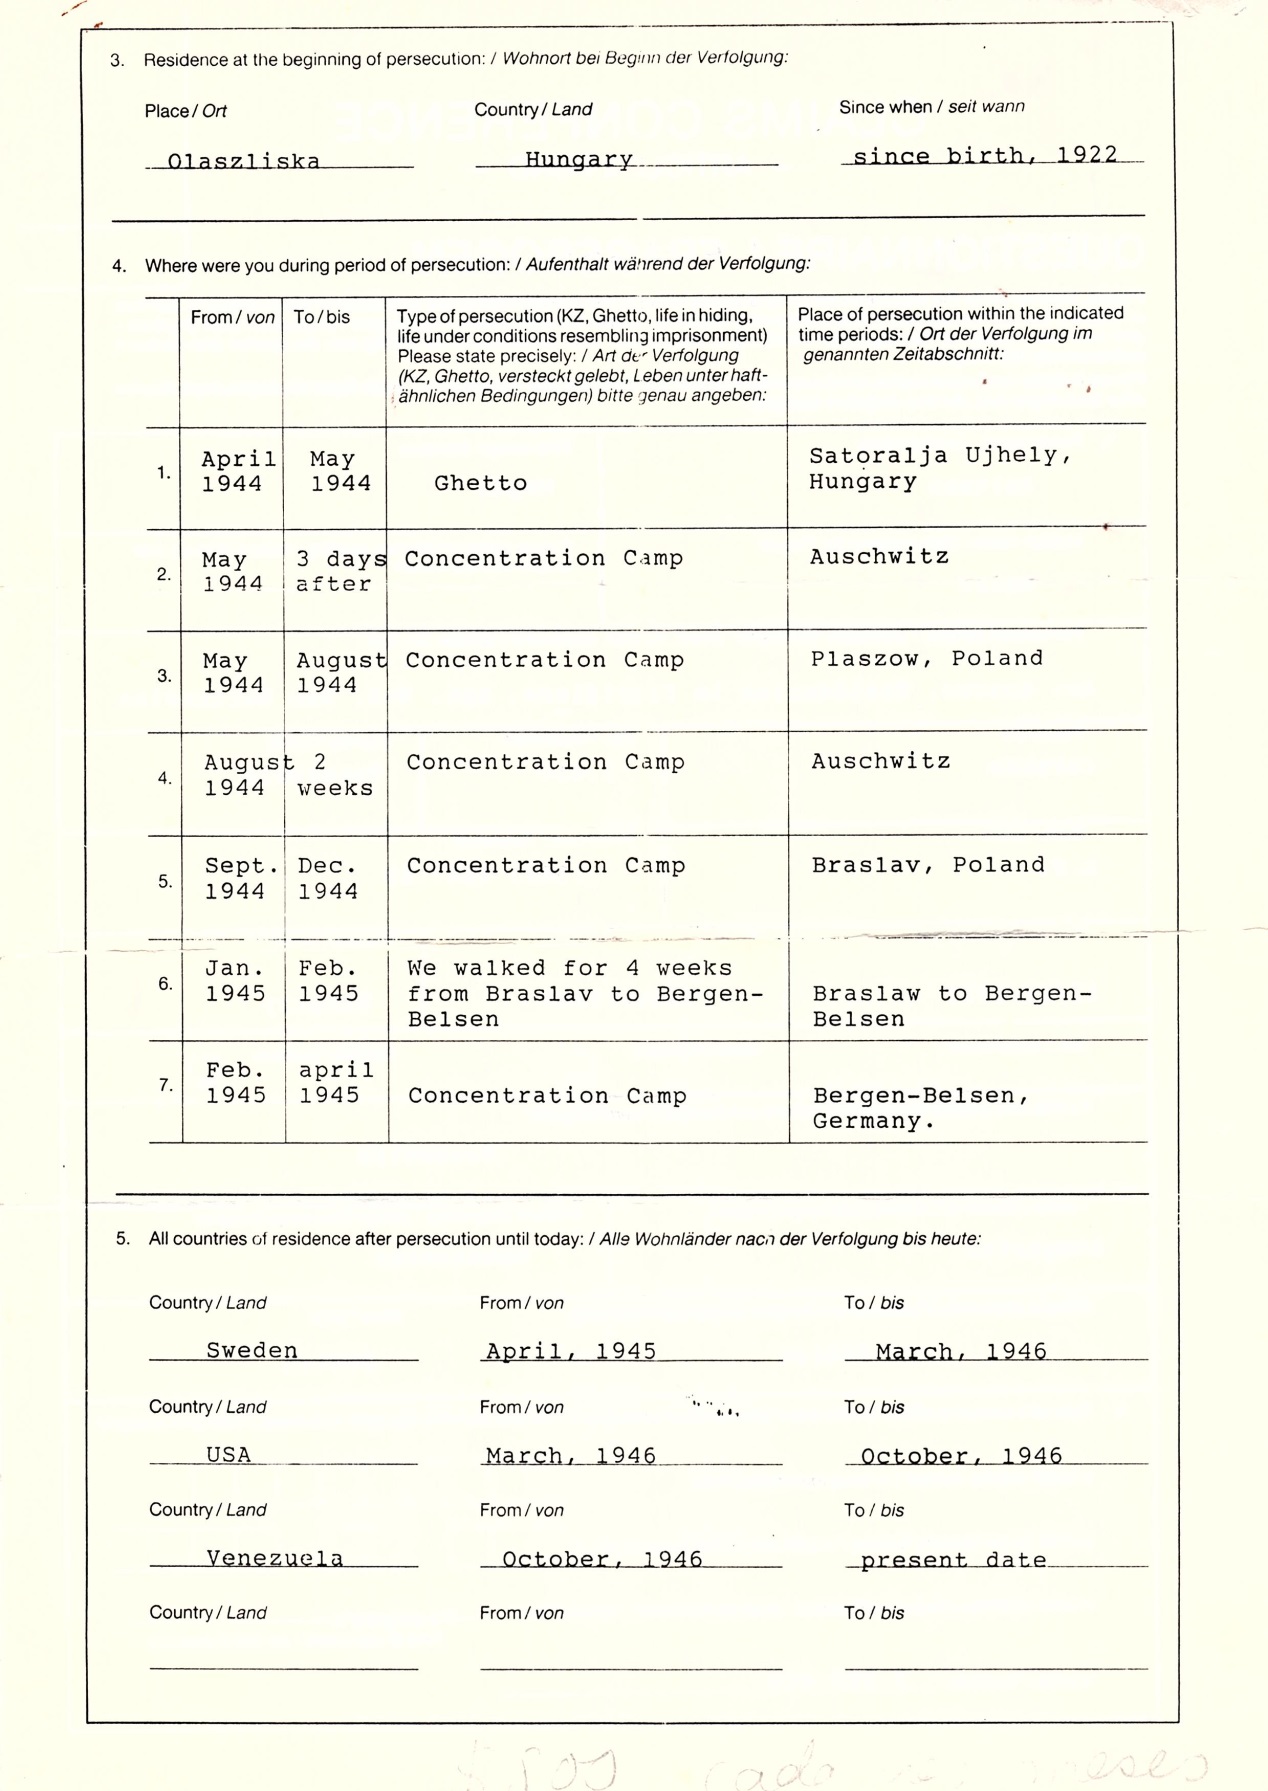 3. Residence at the beginning of persecution: / Wohnort bei Beginn der Verfolgung:
Place / Ort Country / Land Since when / seit wann
Olaszliska Hungary since birth, 1922
4. Where were you during period of persecution: / Aufenthalt während der Verfolgung:
From / von To / bis Type of persecution (KZ, Ghetto, life in hiding, life under conditions resembling imprisonment) Please state precisely: / Art der Verfolgung (KZ, Ghetto, versteckt gelebt, Leben unter haft-ähnlichen Bedingungen) bitte genau angeben: Place of persecution within the indicated time periods: / Ort der Verfolgung im genannten Zeitabschnitt:
1. April 1944 May 1944 Ghetto Satoralja Ujhely, Hungary
2. May 1944 3 days after Concentration Camp Auschwitz
3. May 1944 August 1944 Concentration Camp Plaszow, Poland
4. August 1944 2 weeks Concentration Camp Auschwitz
5. Sept. 1944 Dec. 1944 Concentration Camp Braslav, Poland
6. Jan. 1945 Feb. 1945 We walked for 4 weeks from Braslav to Bergen-Belsen Braslaw to Bergen-Belsen
7. Feb. 1945 april 1945 Concentration Camp Bergen-Belsen, Germany.
5. All countries of residence after persecution until today: / Alle Wohnländer nach der Verfolgung bis heute:
Country / Land From / von To / bis
Sweden April, 1945 March, 1946
Country / Land From / von To / bis
USA March, 1946 October, 1946
Country / Land From / von To / bis
Venezuela October, 1946 present date
Country / Land From / von To / bis
cada meses